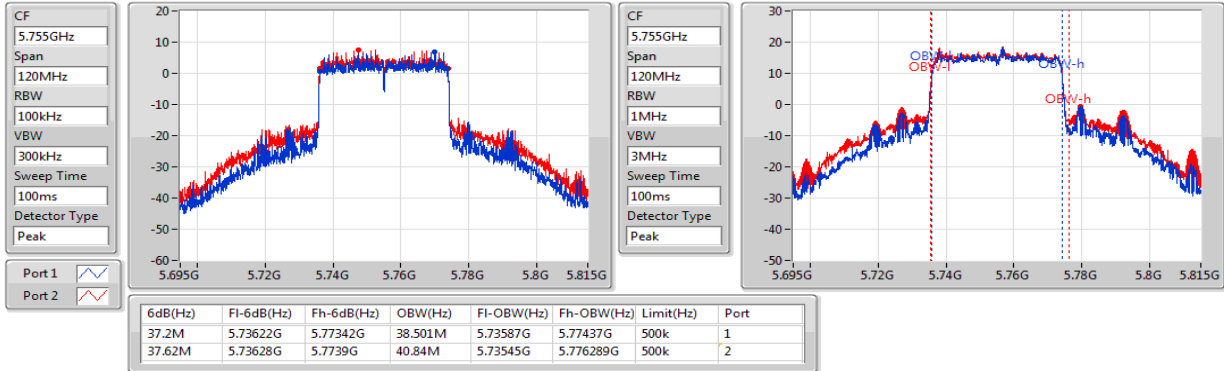 CF
5.755GHz
Span
120MHz
RBW
100kHz
VBW
300kHz
Sweep Time
100ms
Detector Type
Peak
Port 1
Port 2
20
10
0
-10
-20
-30
-40
-50
-60
5.695G 5.72G 5.74G 5.76G 5.78G 5.8G 5.815G
CF
5.755GHz
Span
120MHz
RBW
1MHz
VBW
3MHz
Sweep Time
100ms
Detector Type
Peak
30
20
10
0
-10
-20
-30
-40
-50
OBW-h
OBW-l
OBW-h
5.695G 5.72G 5.74G 5.76G 5.78G 5.8G 5.815G
6dB(Hz) Fl-6dB(Hz) Fh-6dB(Hz) OBW(Hz) Fl-OBW(Hz) Fh-OBW(Hz) Limit(Hz) Port
37.2M 5.73622G 5.77342G 38.501M 5.73587G 5.77437G 500k 1
37.62M 5.73628G 5.7739G 40.84M 5.73545G 5.776289G 500k 2